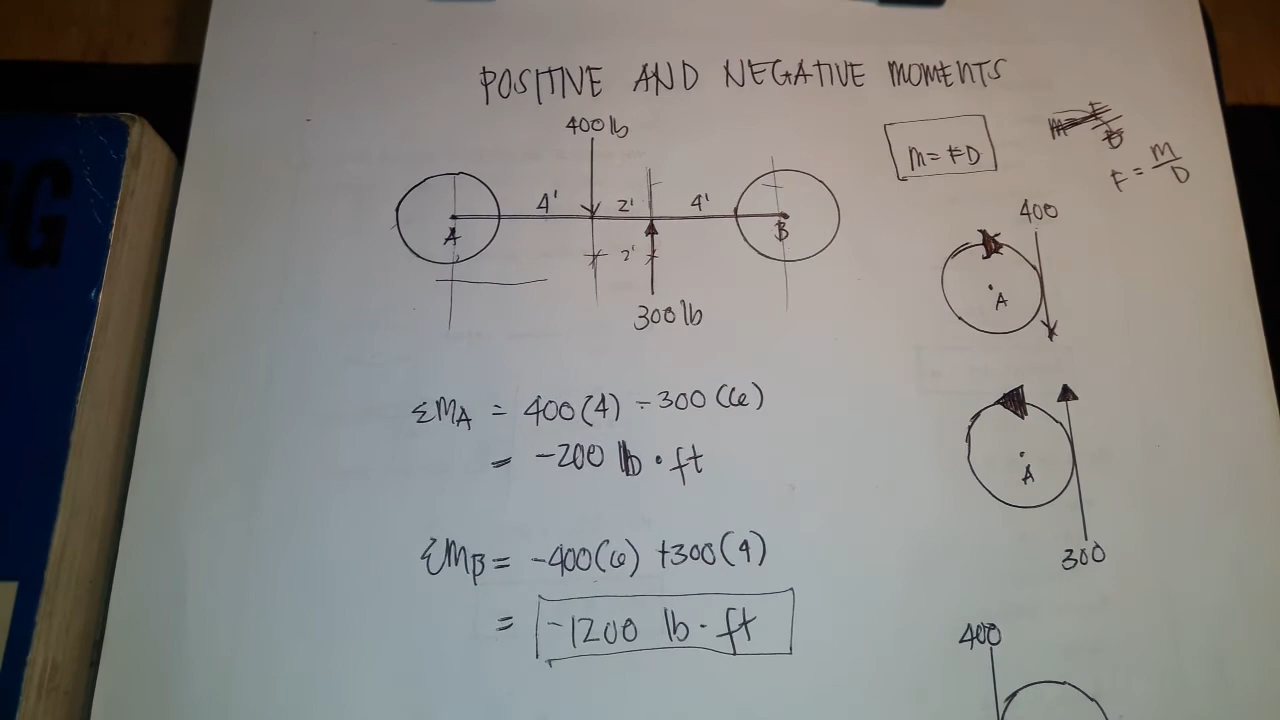 POSITIVE AND NEGATIVE MOMENTS
400 lb
M = FD
F = M/D
4' 2' 4'
A B
2'
300 lb
400
A
ΣMA = 400(4) - 300(6)
= -200 lb·ft
A
300
ΣMB = -400(6) +300(4)
= -1200 lb·ft
400
G